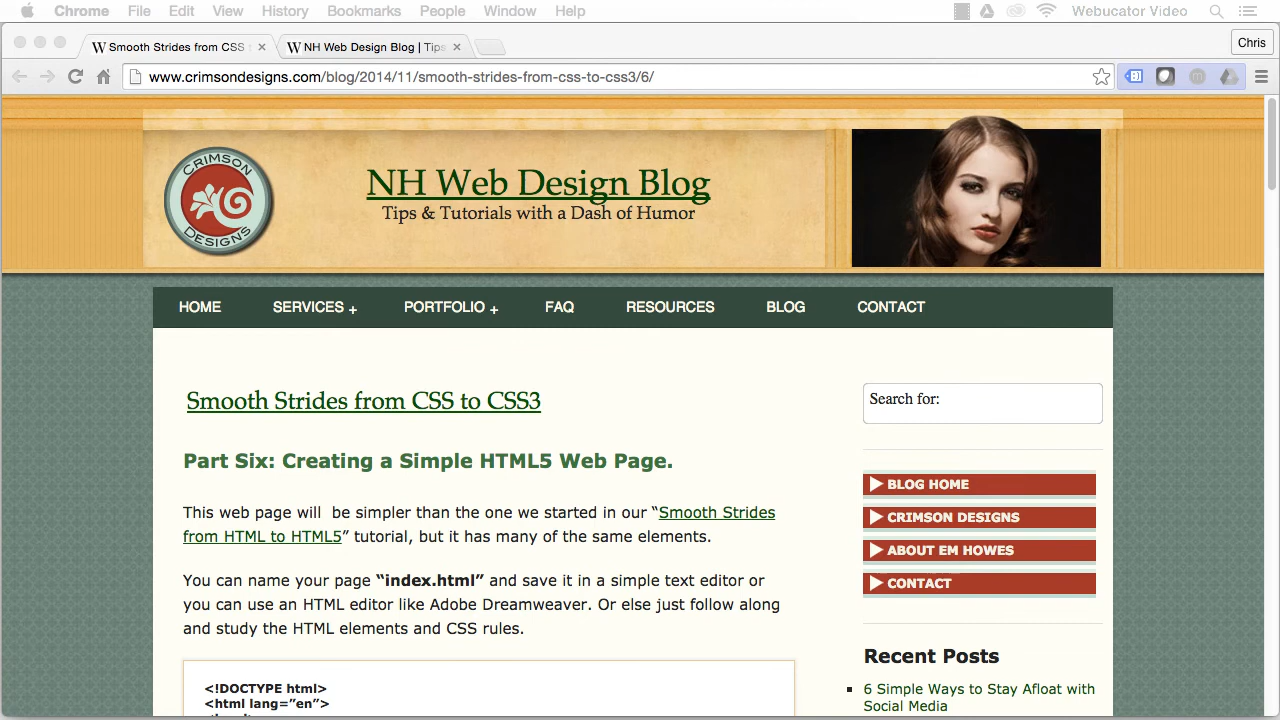 Chrome File Edit View History Bookmarks People Window Help Webucator Video
Smooth Strides from CSS
NH Web Design Blog | Tips
Chris
www.crimsondesigns.com/blog/2014/11/smooth-strides-from-css-to-css3/6/
CRIMSON
DESIGNS
NH Web Design Blog
Tips & Tutorials with a Dash of Humor
HOME SERVICES + PORTFOLIO + FAQ RESOURCES BLOG CONTACT
Smooth Strides from CSS to CSS3
Part Six: Creating a Simple HTML5 Web Page.
This web page will be simpler than the one we started in our “Smooth Strides
from HTML to HTML5” tutorial, but it has many of the same elements.
You can name your page “index.html” and save it in a simple text editor or
you can use an HTML editor like Adobe Dreamweaver. Or else just follow along
and study the HTML elements and CSS rules.
<!DOCTYPE html>
<html lang=”en”>
Search for:
BLOG HOME
CRIMSON DESIGNS
ABOUT EM HOWES
CONTACT
Recent Posts
6 Simple Ways to Stay Afloat with
Social Media